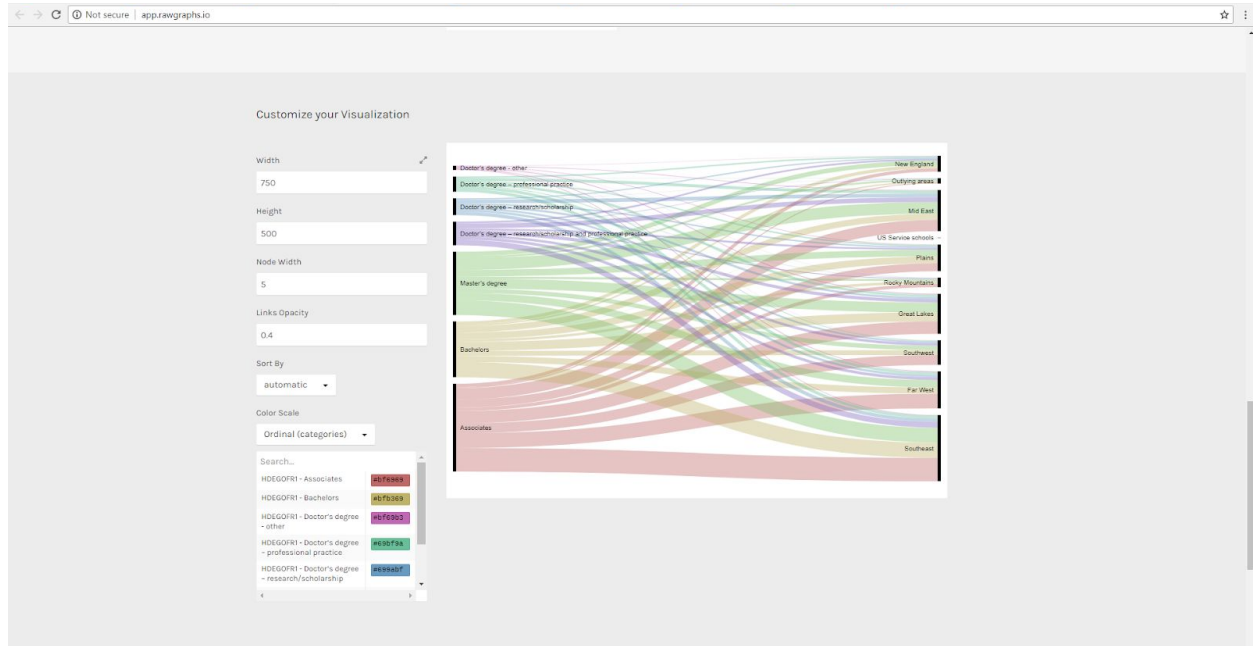 Not secure | app.rawgraphs.io
Customize your Visualization
Width
750
Height
500
Node Width
5
Links Opacity
0.4
Sort By
automatic
Color Scale
Ordinal (categories)
Search...
HDEGOFR1 - Associates #bf6969
HDEGOFR1 - Bachelors #bfb369
HDEGOFR1 - Doctor's degree
- other
#bf69b3
HDEGOFR1 - Doctor's degree
– professional practice
#69bf9a
HDEGOFR1 - Doctor's degree
– research/scholarship
#699abf
Doctor's degree - other
Doctor's degree – professional practice
Doctor's degree – research/scholarship
Doctor's degree – research/scholarship and professional practice
Master's degree
Bachelors
Associates
New England
Outlying areas
Mid East
US Service schools
Plains
Rocky Mountains
Great Lakes
Southwest
Far West
Southeast